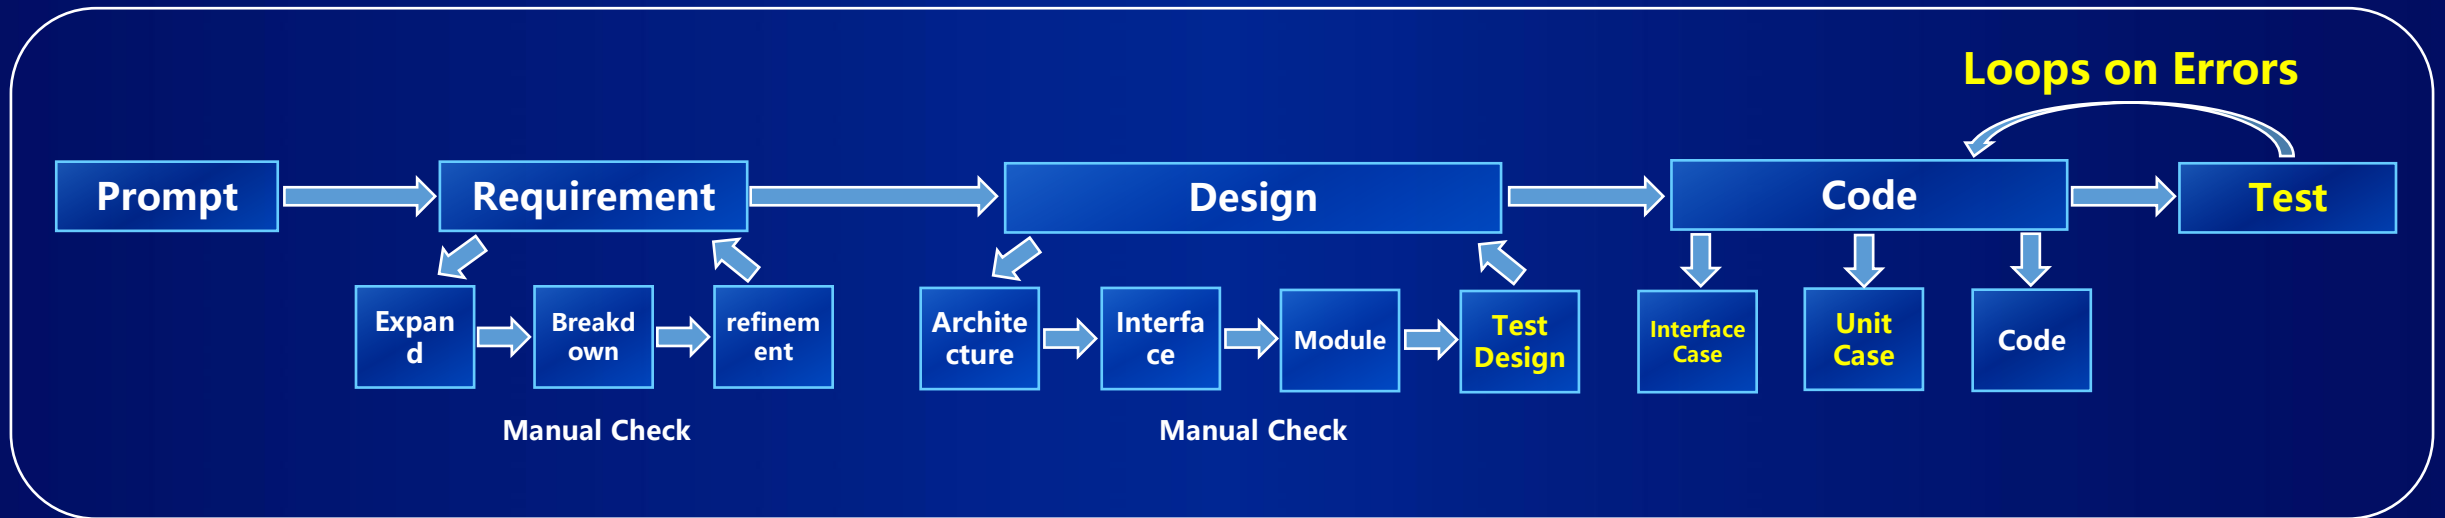 Loops on Errors
Prompt
Requirement
Design
Code
Test
Expan
d
Breakd
own
refinem
ent
Archite
cture
Interfa
ce
Module
Test
Design
Interface
Case
Unit
Case
Code
Manual Check
Manual Check